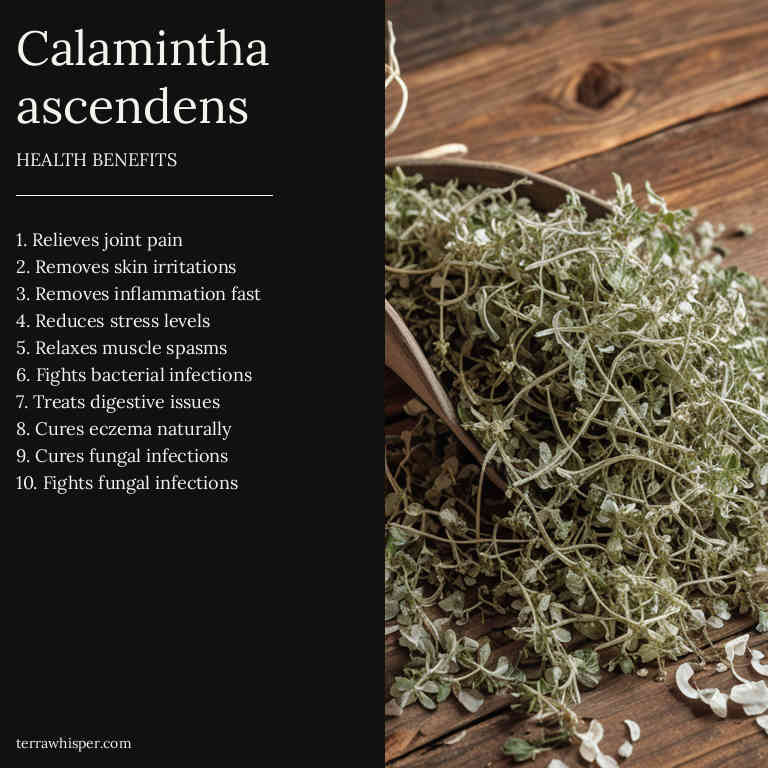 Calamintha
ascendens
HEALTH BENEFITS
1. Relieves joint pain
2. Removes skin irritations
3. Removes inflammation fast
4. Reduces stress levels
5. Relaxes muscle spasms
6. Fights bacterial infections
7. Treats digestive issues
8. Cures eczema naturally
9. Cures fungal infections
10. Fights fungal infections
terrawhisper.com